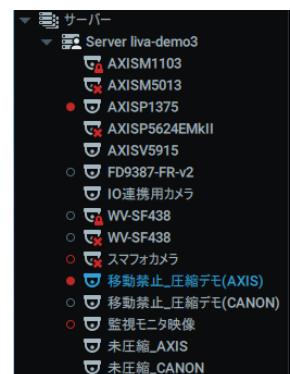 サーバー
Server liva-demo3
AXISM1103
AXISM5013
AXISP1375
AXISP5624EMkII
AXISV5915
FD9387-FR-v2
IO連携用カメラ
WV-SF438
WV-SF438
スマフォカメラ
移動禁止_圧縮デモ(AXIS)
移動禁止_圧縮デモ(CANON)
監視モニタ映像
未圧縮_AXIS
未圧縮_CANON